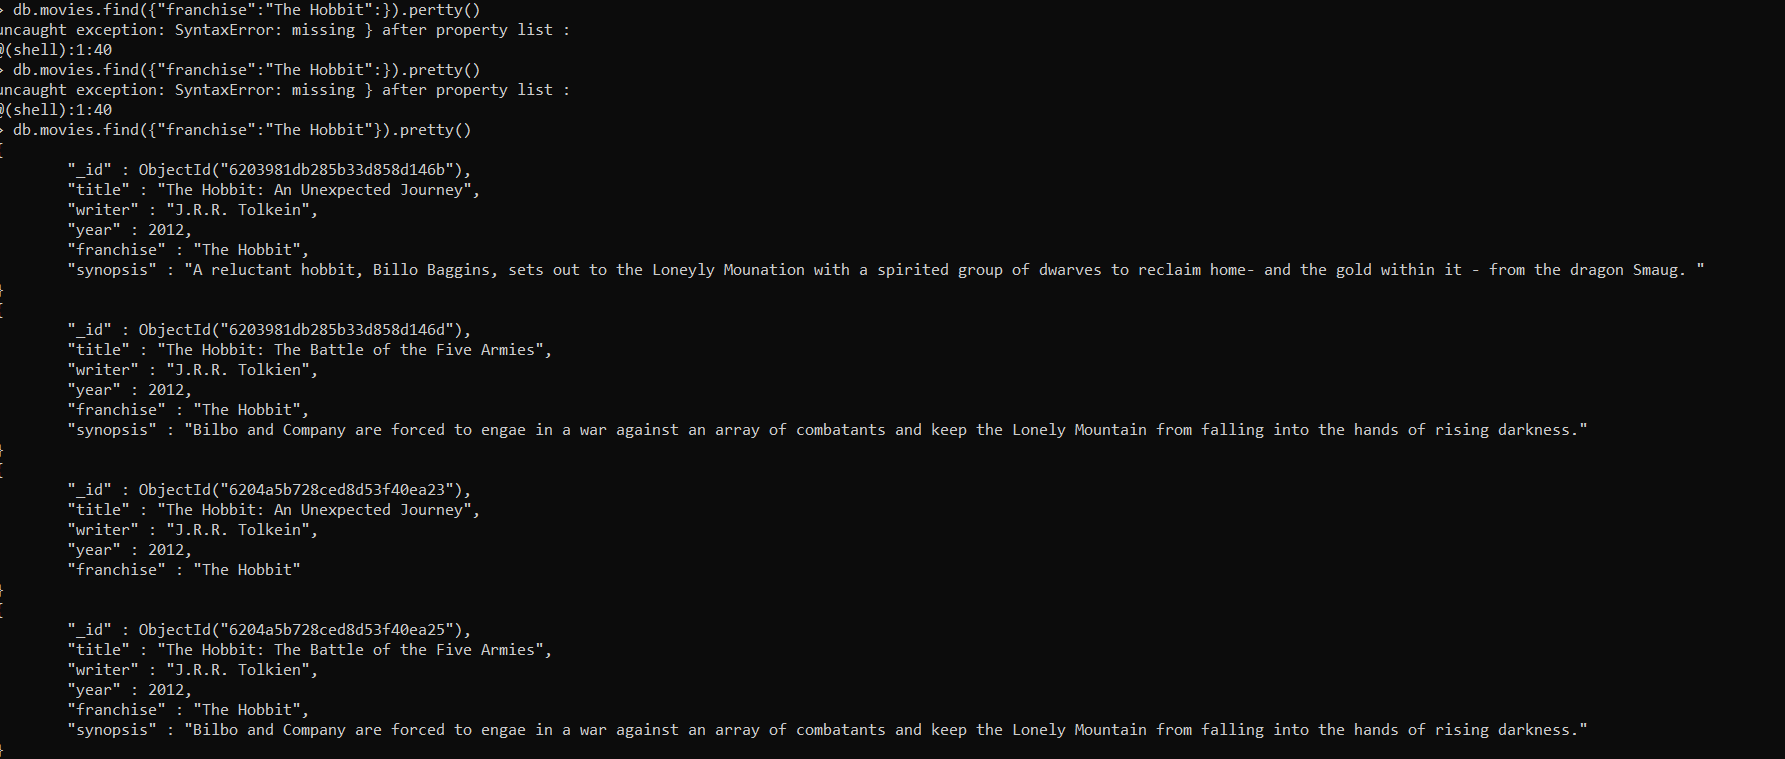 > db.movies.find({"franchise":"The Hobbit":}).pertty()
uncaught exception: SyntaxError: missing } after property list :
@(shell):1:40
> db.movies.find({"franchise":"The Hobbit":}).pretty()
uncaught exception: SyntaxError: missing } after property list :
@(shell):1:40
> db.movies.find({"franchise":"The Hobbit"}).pretty()
{
"_id" : ObjectId("6203981db285b33d858d146b"),
"title" : "The Hobbit: An Unexpected Journey",
"writer" : "J.R.R. Tolkein",
"year" : 2012,
"franchise" : "The Hobbit",
"synopsis" : "A reluctant hobbit, Billo Baggins, sets out to the Loneyly Mounation with a spirited group of dwarves to reclaim home- and the gold within it - from the dragon Smaug. "
}
{
"_id" : ObjectId("6203981db285b33d858d146d"),
"title" : "The Hobbit: The Battle of the Five Armies",
"writer" : "J.R.R. Tolkien",
"year" : 2012,
"franchise" : "The Hobbit",
"synopsis" : "Bilbo and Company are forced to engae in a war against an array of combatants and keep the Lonely Mountain from falling into the hands of rising darkness."
}
{
"_id" : ObjectId("6204a5b728ced8d53f40ea23"),
"title" : "The Hobbit: An Unexpected Journey",
"writer" : "J.R.R. Tolkein",
"year" : 2012,
"franchise" : "The Hobbit"
}
{
"_id" : ObjectId("6204a5b728ced8d53f40ea25"),
"title" : "The Hobbit: The Battle of the Five Armies",
"writer" : "J.R.R. Tolkien",
"year" : 2012,
"franchise" : "The Hobbit",
"synopsis" : "Bilbo and Company are forced to engae in a war against an array of combatants and keep the Lonely Mountain from falling into the hands of rising darkness."
}